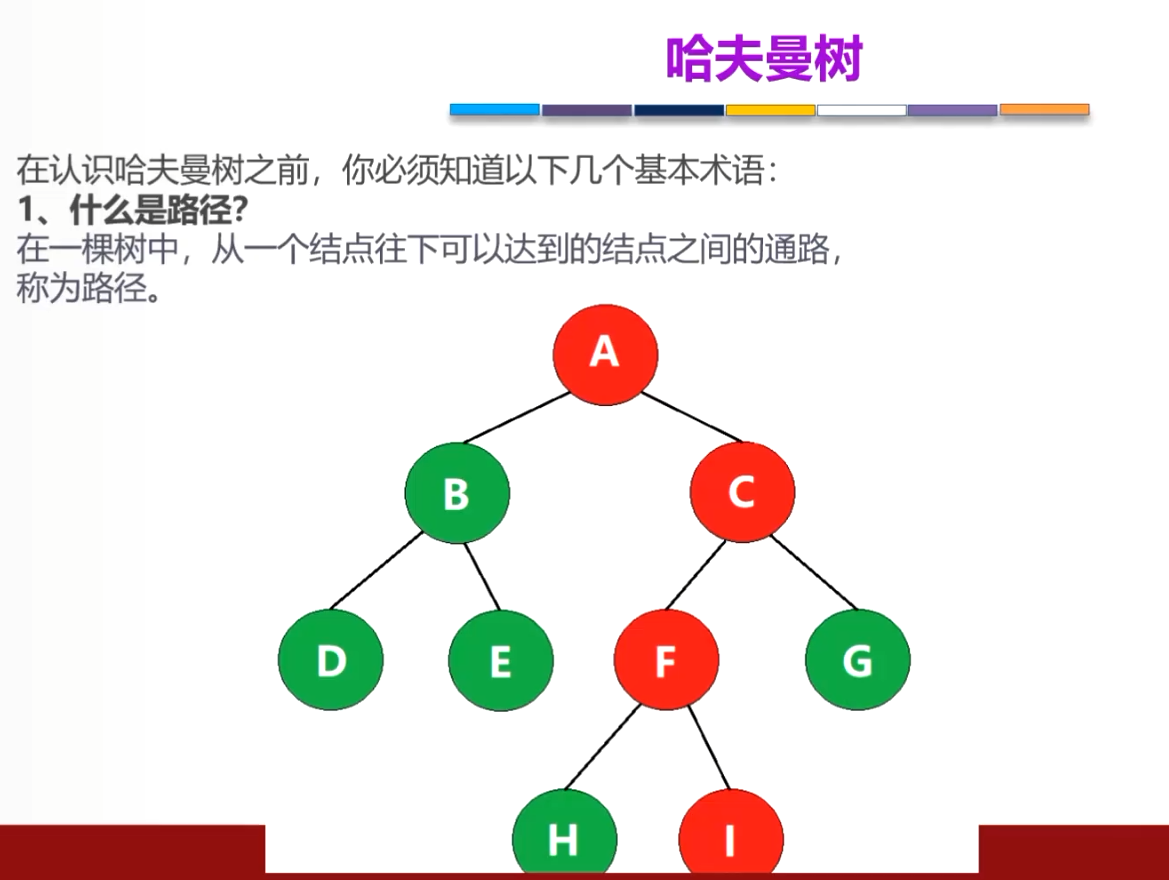 哈夫曼树
在认识哈夫曼树之前，你必须知道以下几个基本术语：
1、什么是路径？
在一棵树中，从一个结点往下可以达到的结点之间的通路，
称为路径。
A
B
C
D
E
F
G
H
I